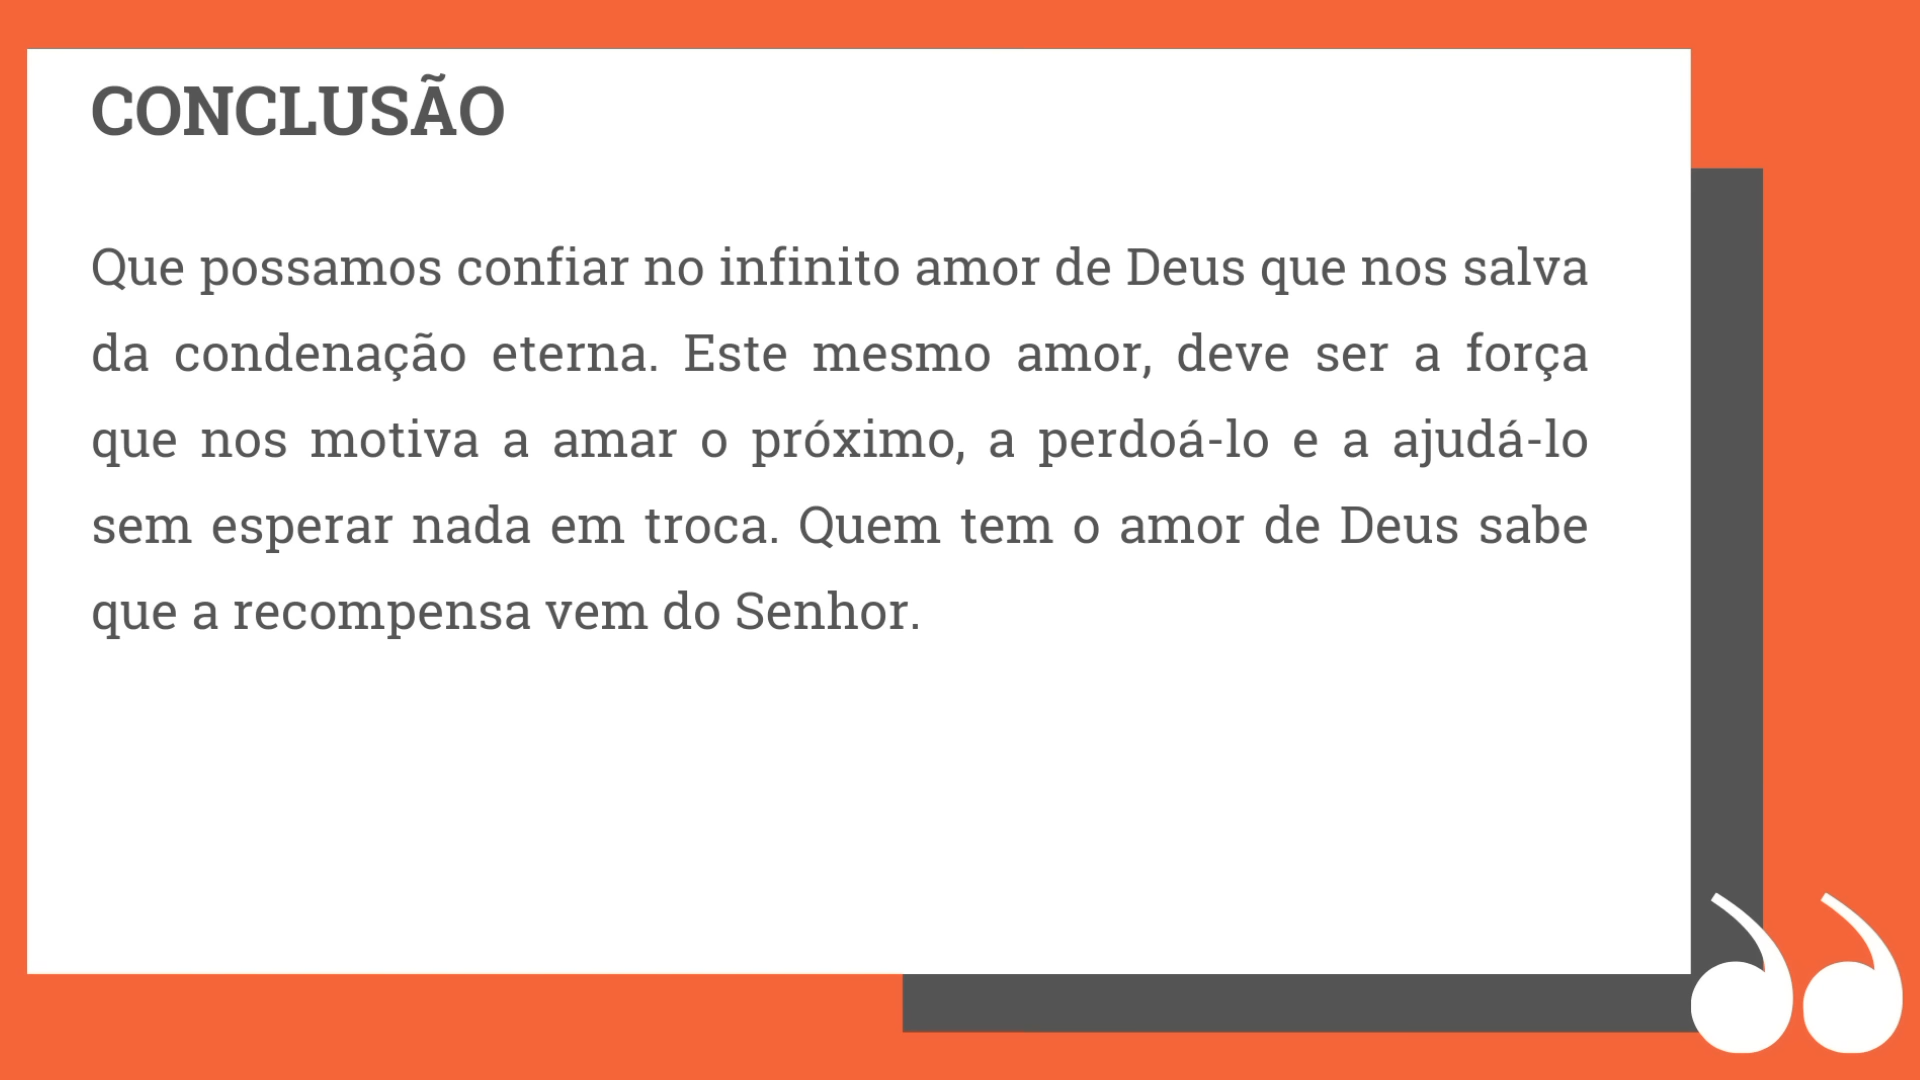 CONCLUSÃO
Que possamos confiar no infinito amor de Deus que nos salva
da condenação eterna. Este mesmo amor, deve ser a força
que nos motiva a amar o próximo, a perdoá-lo e a ajudá-lo
sem esperar nada em troca. Quem tem o amor de Deus sabe
que a recompensa vem do Senhor.